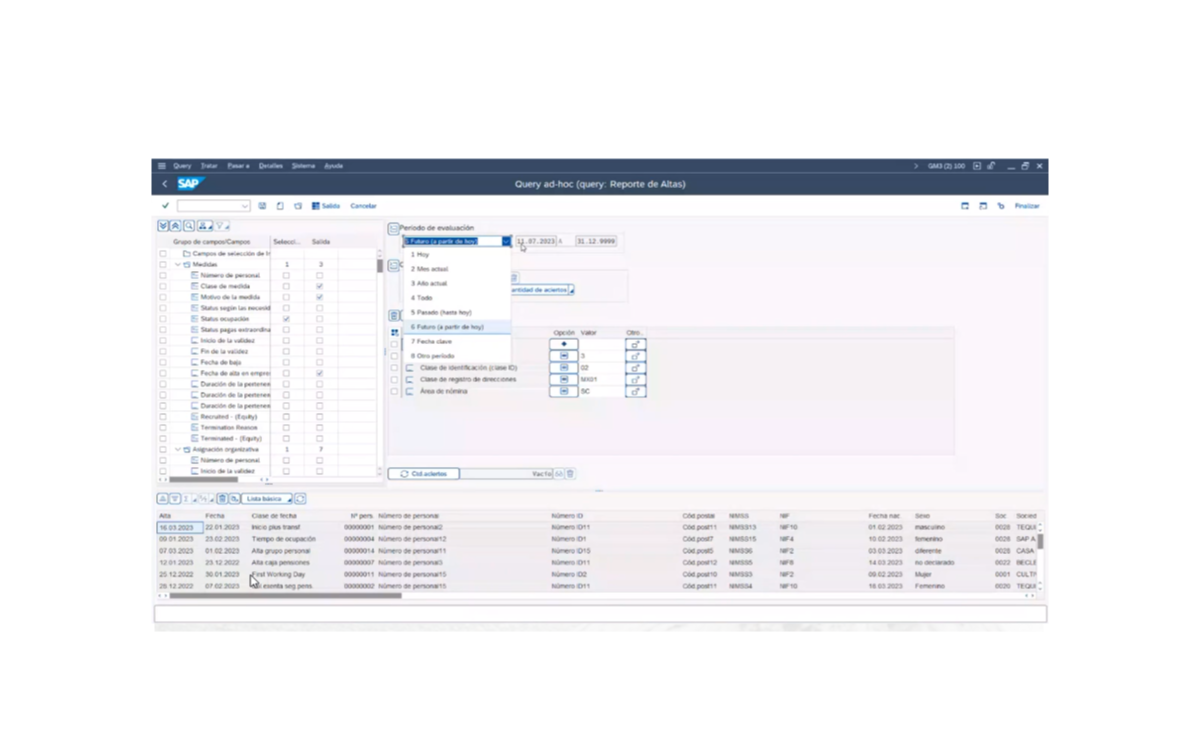 Query Tratar Pasar a Detalles Sistema Ayuda GM3 (2) 100
SAP Query ad-hoc (query: Reporte de Altas)
Salida Cancelar Finalizar
Período de evaluación
6 Futuro (a partir de hoy) 11.07.2023 A 31.12.9999
1 Hoy
2 Mes actual
3 Año actual
4 Todo
5 Pasado (hasta hoy)
6 Futuro (a partir de hoy)
7 Fecha clave
8 Otro período
antidad de aciertos
Grupo de campos/Campos Selecci... Salida
Campos de selección de
Medidas 1 3
Número de personal
Clase de medida
Motivo de la medida
Status según las necesid
Status ocupación
Status pagas extraordina
Inicio de la validez
Fin de la validez
Fecha de baja
Fecha de alta en empre
Duración de la pertenen
Duración de la pertenen
Duración de la pertenen
Recruited - (Equity)
Termination Reason
Terminated - (Equity)
Asignación organizativa 1 7
Número de personal
Inicio de la validez
Opción Valor Otro..
3
Clase de identificación (clase ID) 02
Clase de registro de direcciones MX01
Área de nómina SC
Ctd.aciertos Vacío
Lista básica
Alta Fecha Clase de fecha Nº pers. Número de personal Número ID Cód.postal NIMSS NIF Fecha nac. Sexo Soc Socied
16.03.2023 22.01.2023 Inicio plus transf 00000001 Número de personal2 Número ID11 Cód.postal11 NIMSS13 NIF10 01.02.2023 masculino 0028 TEQUI
09.01.2023 23.02.2023 Tiempo de ocupación 00000004 Número de personal12 Número ID1 Cód.postal7 NIMSS15 NIF4 10.02.2023 femenino 0028 SAP A
07.03.2023 01.02.2023 Alta grupo personal 00000014 Número de personal11 Número ID15 Cód.postal5 NIMSS6 NIF2 03.03.2023 diferente 0025 CASA
12.01.2023 23.12.2022 Alta caja pensiones 00000007 Número de personal3 Número ID11 Cód.postal12 NIMSS5 NIF8 14.03.2023 no declarado 0022 BECLE
25.12.2022 30.01.2023 First Working Day 00000011 Número de personal15 Número ID2 Cód.postal10 NIMSS3 NIF2 09.02.2023 Mujer 0001 CULTI
28.12.2022 07.02.2023 exenta seg pens. 00000002 Número de personal15 Número ID11 Cód.postal11 NIMSS4 NIF10 18.03.2023 Femenino 0020 TEQUI